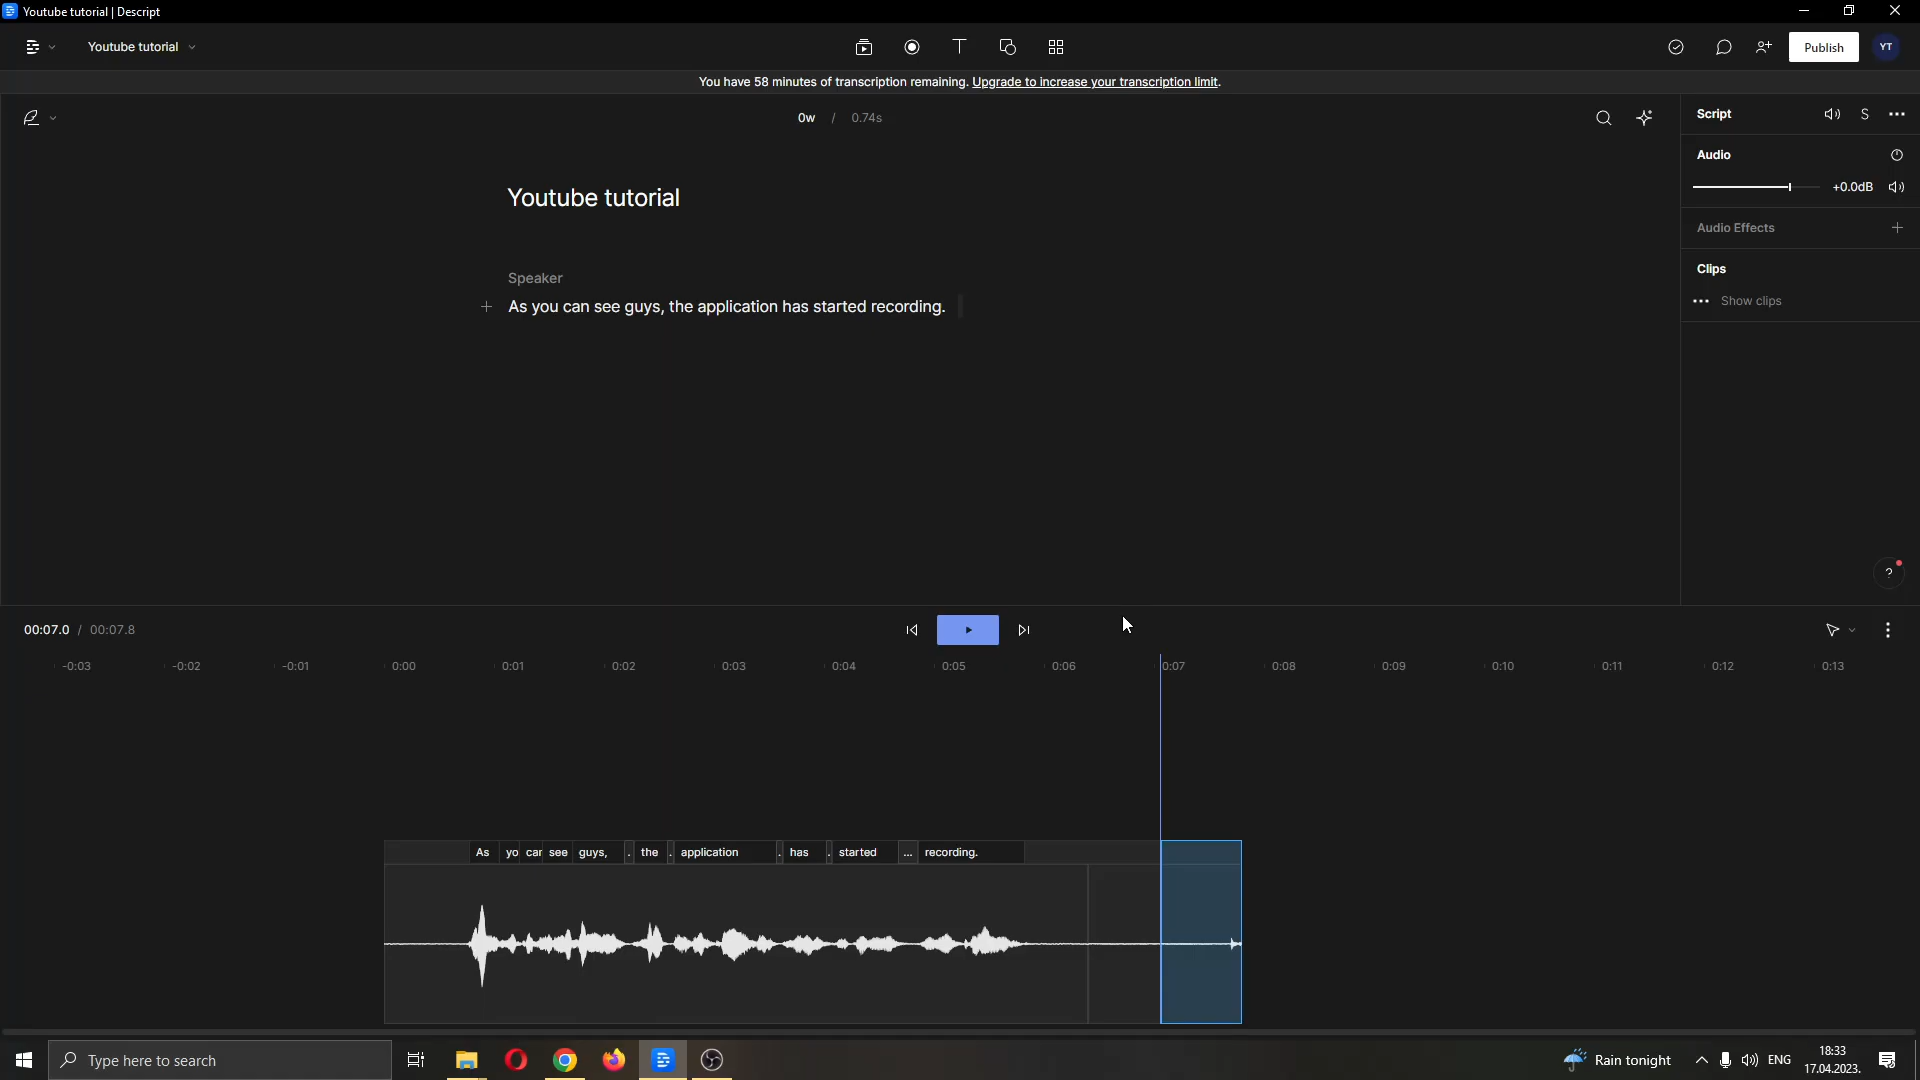 Youtube tutorial | Descript
Youtube tutorial
Publish
YT
You have 58 minutes of transcription remaining. Upgrade to increase your transcription limit.
0w / 0.74s
Script
S
Audio
+0.0dB
Audio Effects
Clips
Show clips
Youtube tutorial
Speaker
As you can see guys, the application has started recording.
?
00:07.0 / 00:07.8
-0:03 -0:02 -0:01 0:00 0:01 0:02 0:03 0:04 0:05 0:06 0:07 0:08 0:09 0:10 0:11 0:12 0:13
As yo car see guys, . the . application . has . started ... recording.
Type here to search
Rain tonight
ENG
18:33
17.04.2023.